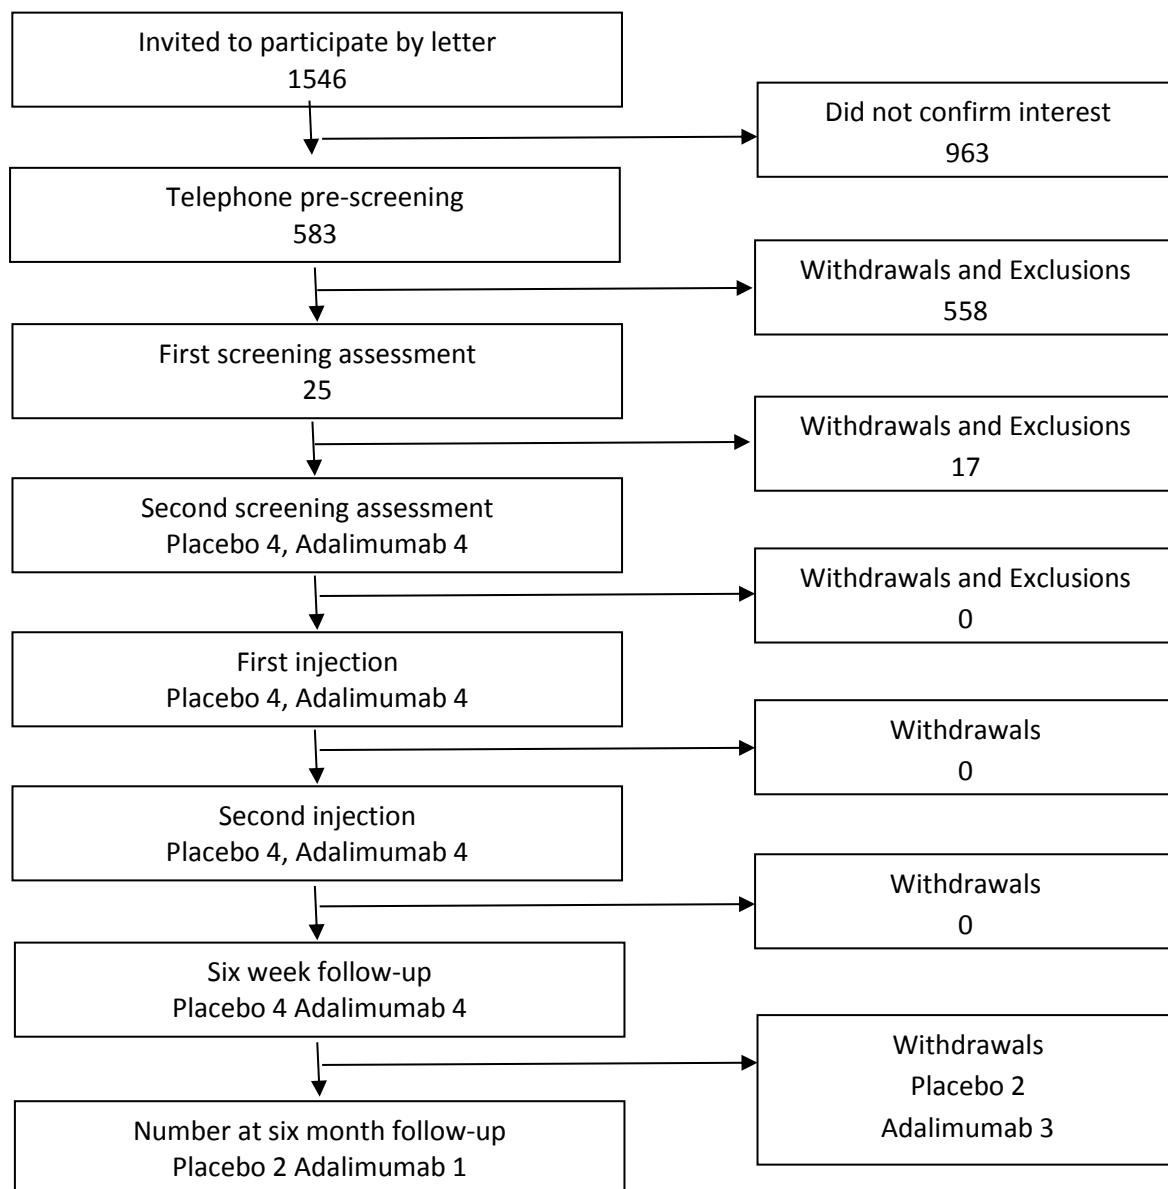 Invited to participate by letter
1546
Did not confirm interest
963
Telephone pre-screening
583
Withdrawals and Exclusions
558
First screening assessment
25
Withdrawals and Exclusions
17
Second screening assessment
Placebo 4, Adalimumab 4
Withdrawals and Exclusions
0
First injection
Placebo 4, Adalimumab 4
Withdrawals
0
Second injection
Placebo 4, Adalimumab 4
Withdrawals
0
Six week follow-up
Placebo 4 Adalimumab 4
Withdrawals
Placebo 2
Adalimumab 3
Number at six month follow-up
Placebo 2 Adalimumab 1